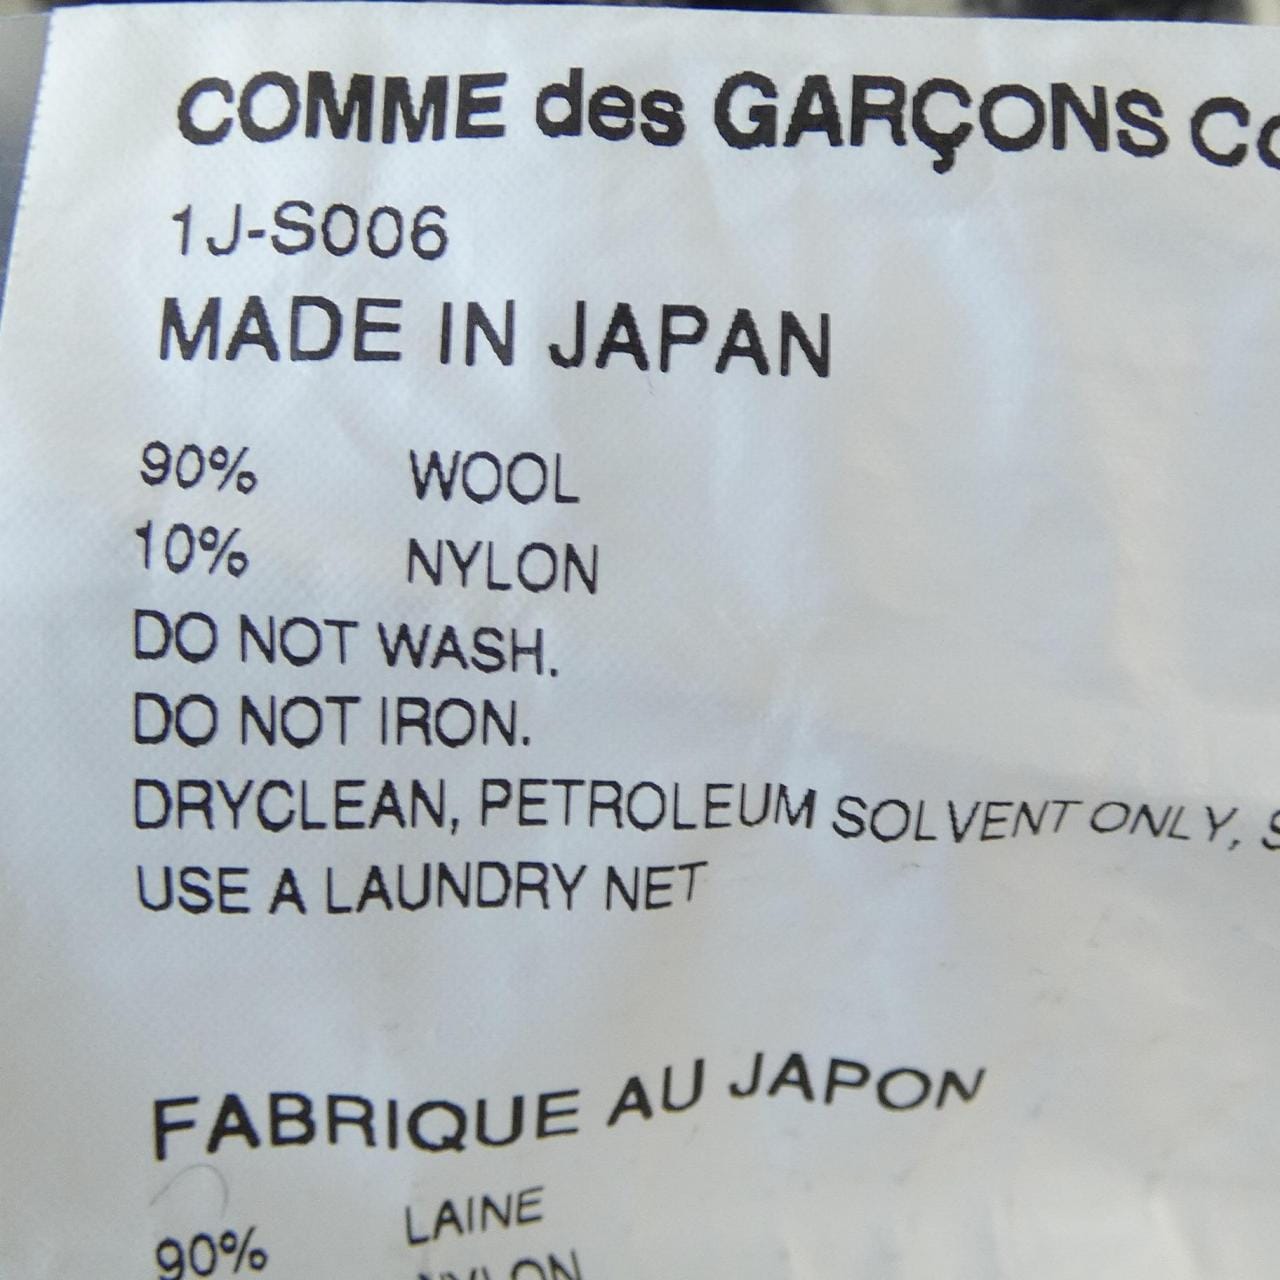 COMME des GARÇONS
1J-S006
MADE IN JAPAN
90% WOOL
10% NYLON
DO NOT WASH.
DO NOT IRON.
DRYCLEAN, PETROLEUM SOLVENT ONLY,
USE A LAUNDRY NET
FABRIQUE AU JAPON
90% LAINE
NYLON